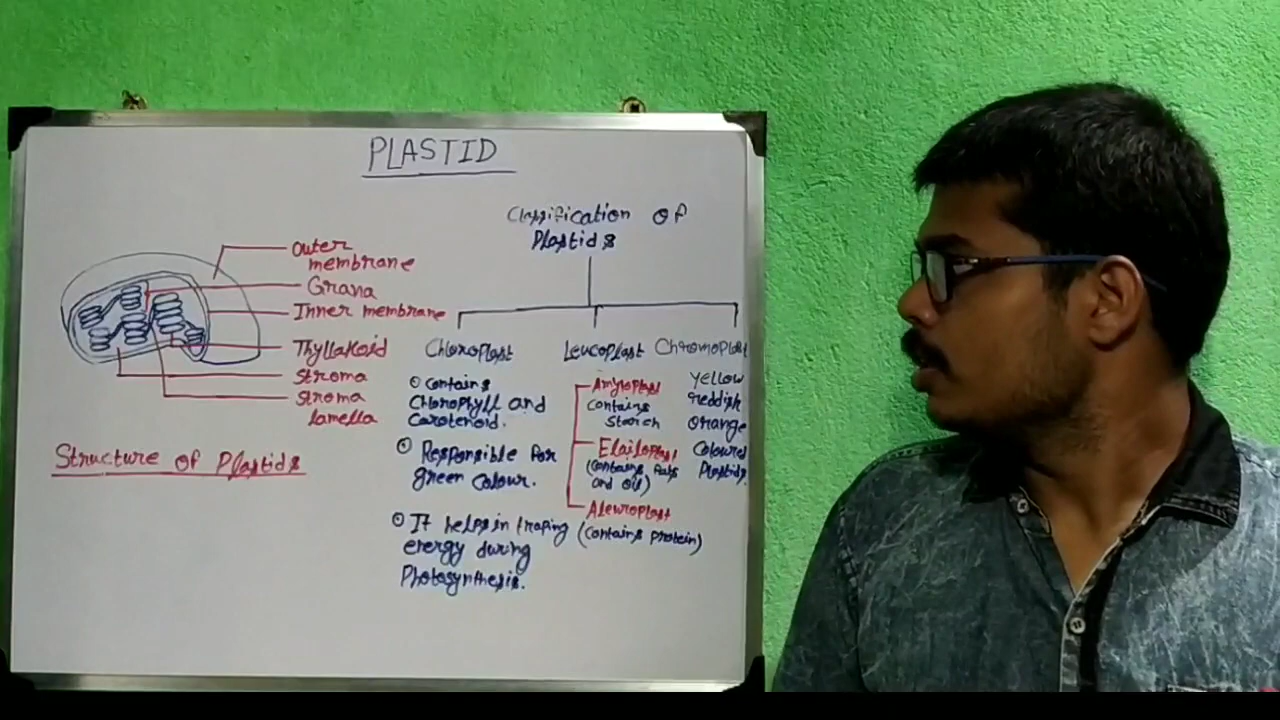 PLASTID
Outer
membrane
Grana
Inner membrane
Thyllakoid
Stroma
Stroma
lamella
Structure of Plastids
Classification of
Plastids
Chloroplast
contains
Chlorophyll and
Carotenoid.
Responsible for
green colour.
It helps in traping
energy during
Photosynthesis.
Leucoplast
Amyloplast
contains
Starch
Elailoplast
(contains fats
and oil)
Aleuroplast
(contains protein)
Chromoplast
Yellow
reddish
orange
Coloured
Plastids.